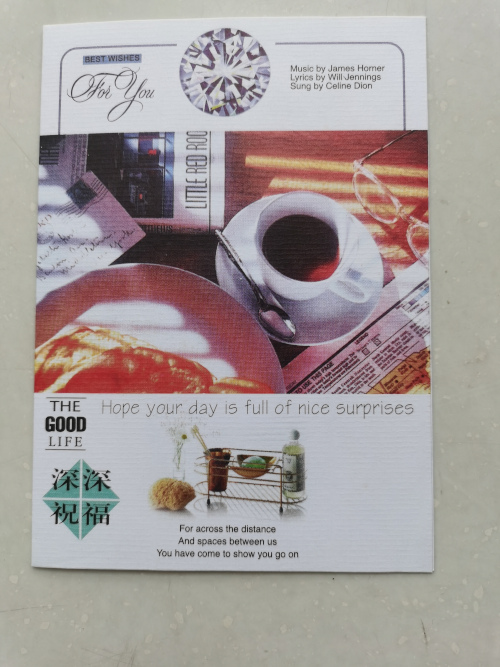 BEST WISHES
For You
Music by James Horner
Lyrics by Will Jennings
Sung by Celine Dion
LITTLE RED ROO
THE
GOOD
LIFE
Hope your day is full of nice surprises
深深
祝福
For across the distance
And spaces between us
You have come to show you go on